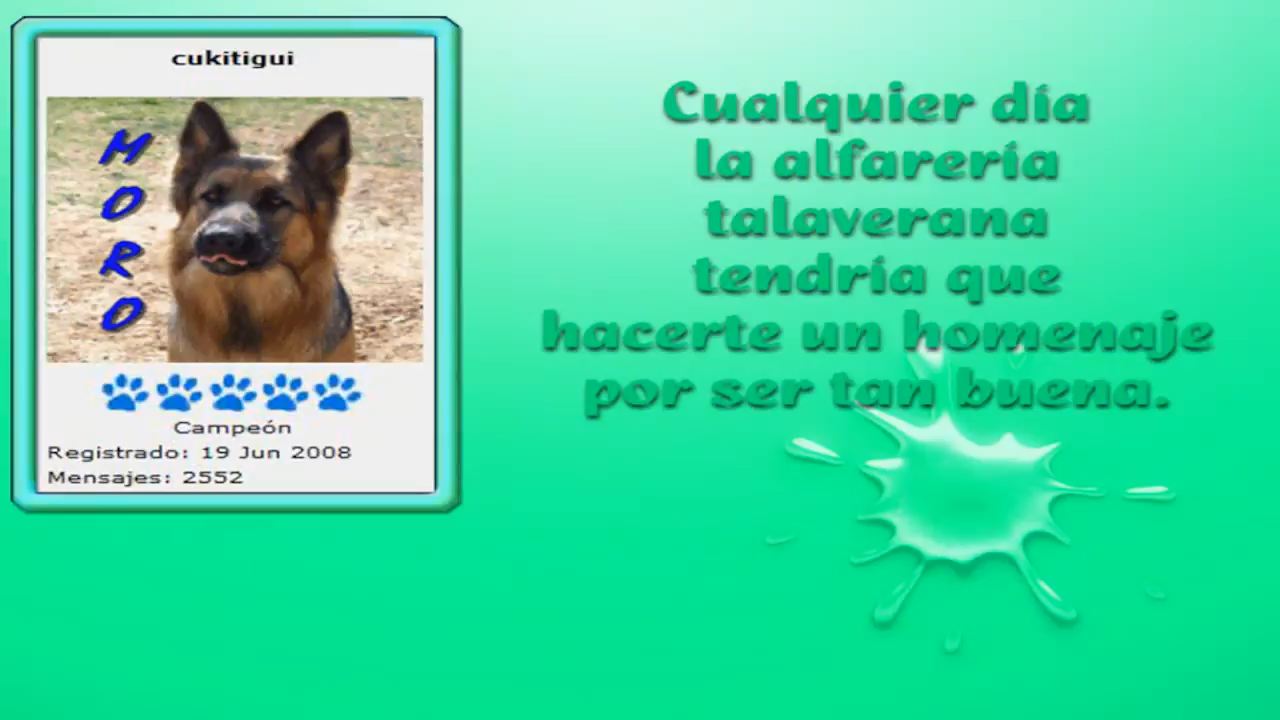 cukitigui
MORO
Campeón
Registrado: 19 Jun 2008
Mensajes: 2552
Cualquier día
la alfarería
talaverana
tendría que
hacerte un homenaje
por ser tan buena.